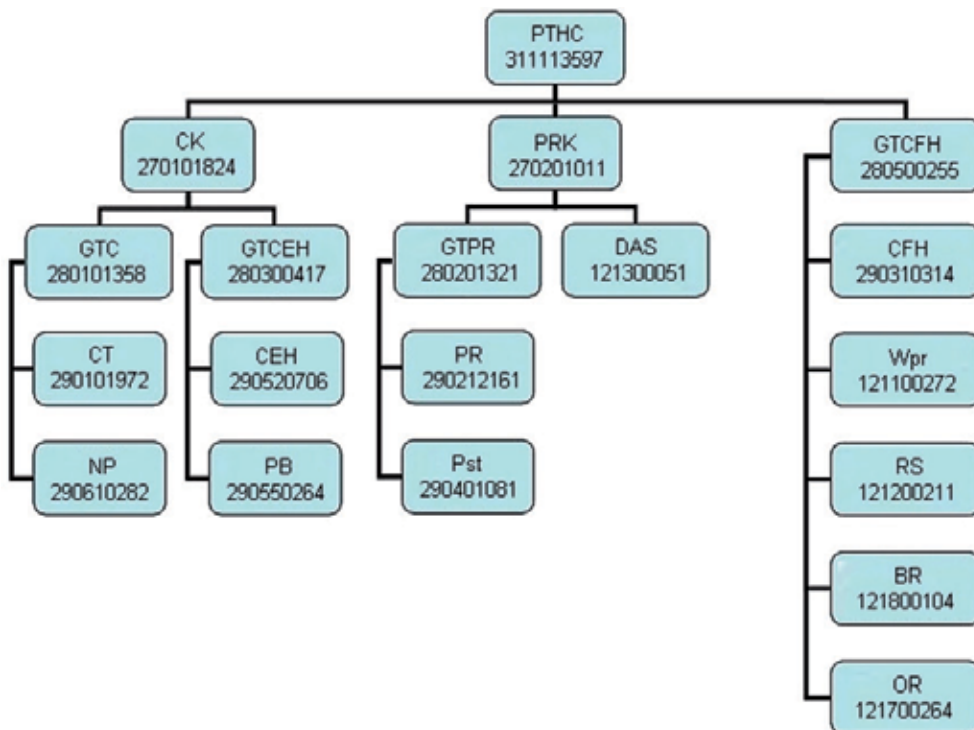 PTHC
311113597
CK
270101824
PRK
270201011
GTCFH
280500255
GTC
280101358
GTCEH
280300417
GTPR
280201321
DAS
121300051
CFH
290310314
CT
290101972
CEH
290520706
PR
290212161
Wpr
121100272
NP
290610282
PB
290550264
Pst
290401081
RS
121200211
BR
121800104
OR
121700264